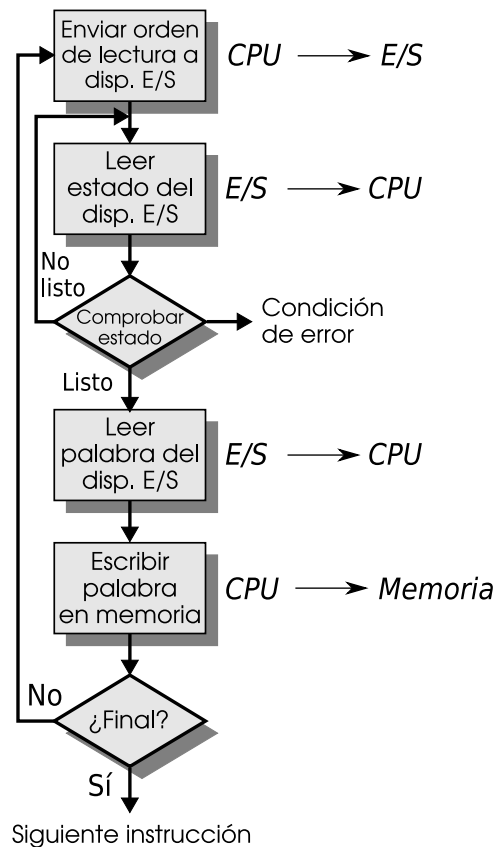 Enviar orden
de lectura a
disp. E/S
CPU → E/S
Leer
estado del
disp. E/S
E/S → CPU
No
listo
Comprobar
estado
Condición
de error
Listo
Leer
palabra del
disp. E/S
E/S → CPU
Escribir
palabra
en memoria
CPU → Memoria
No
¿Final?
Sí
Siguiente instrucción